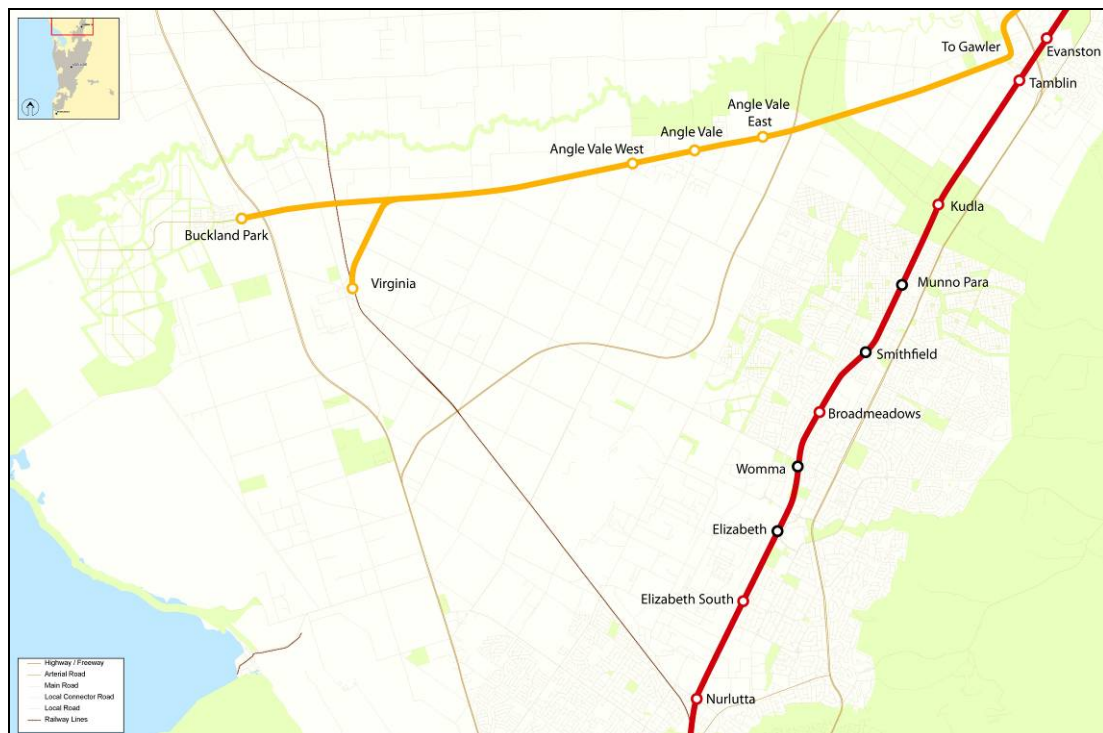 To Gawler
Evanston
Tamblin
Angle Vale
East
Angle Vale
Angle Vale West
Kudla
Buckland Park
Virginia
Munno Para
Smithfield
Broadmeadows
Womma
Elizabeth
Elizabeth South
Nurlutta
Highway / Freeway
Arterial Road
Main Road
Local Connector Road
Local Road
Railway Lines